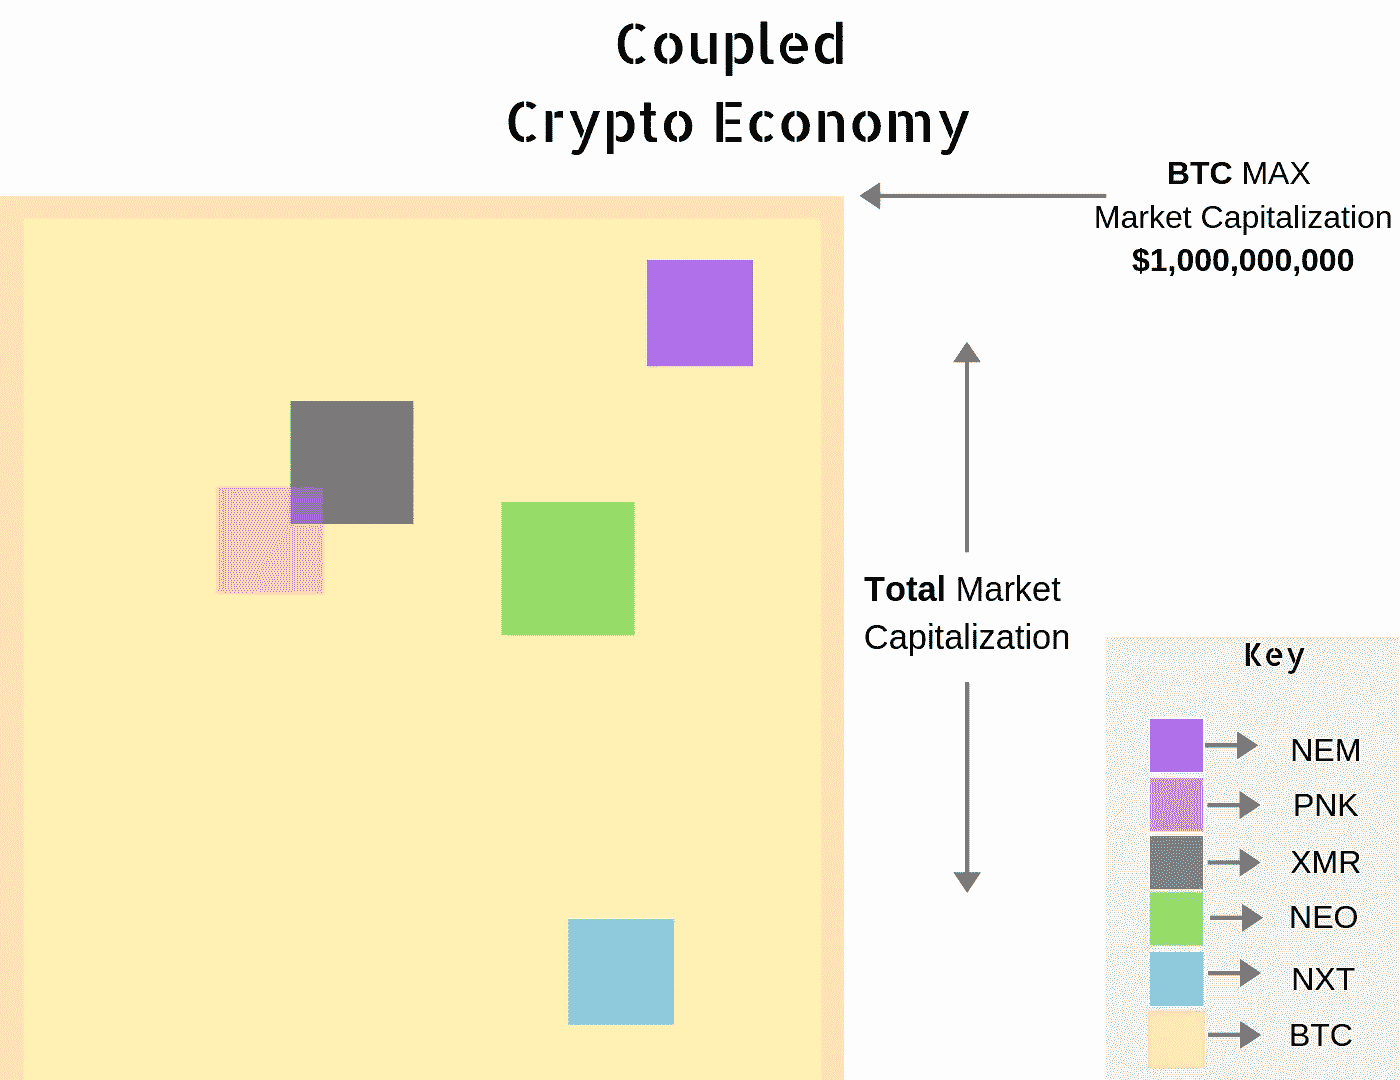 Coupled
Crypto Economy
BTC MAX
Market Capitalization
$1,000,000,000
Total Market
Capitalization
Key
NEM
PNK
XMR
NEO
NXT
BTC